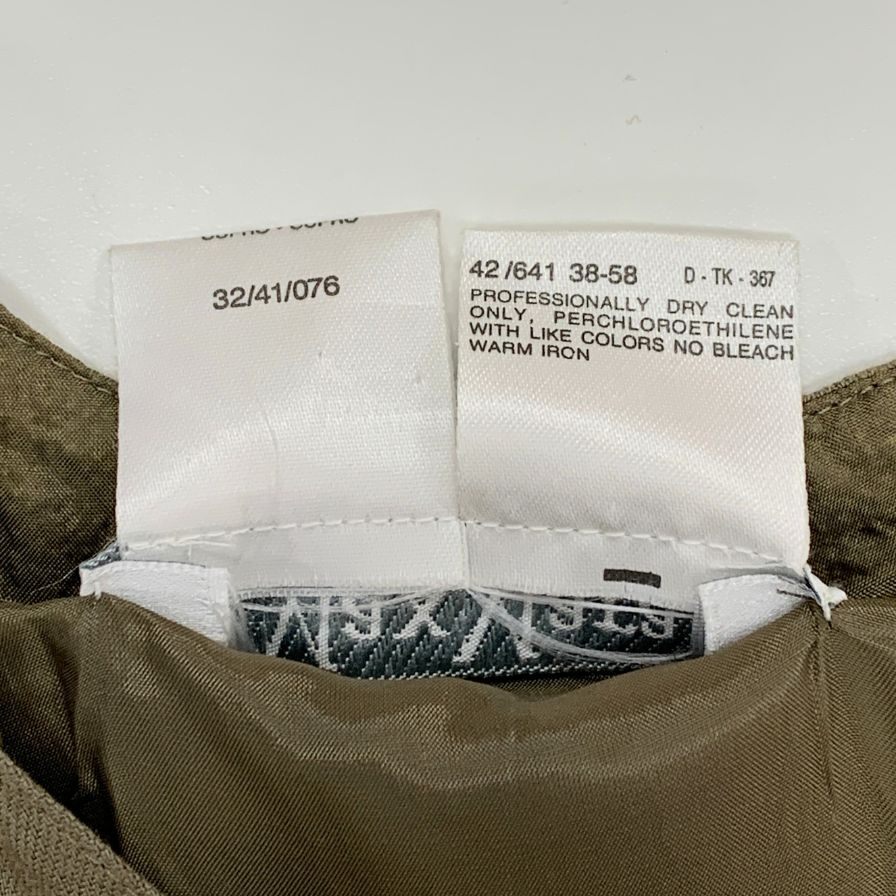 32/41/076
42/641 38-58 D - TK - 367
PROFESSIONALLY DRY CLEAN
ONLY, PERCHLOROETHILENE
WITH LIKE COLORS NO BLEACH
WARM IRON